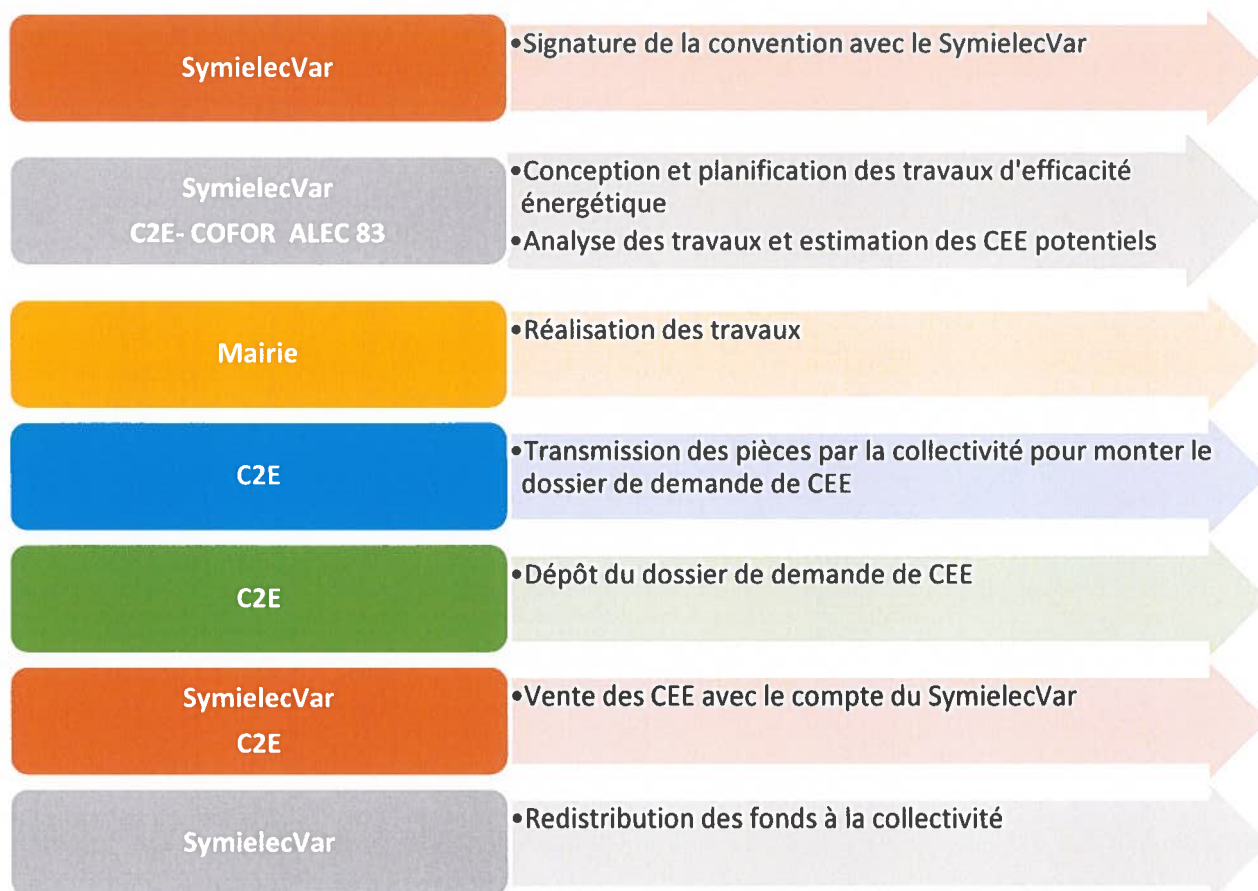 SymielecVar
•Signature de la convention avec le SymielecVar
SymielecVar
C2E- COFOR ALEC 83
•Conception et planification des travaux d'efficacité
énergétique
•Analyse des travaux et estimation des CEE potentiels
Mairie
•Réalisation des travaux
C2E
•Transmission des pièces par la collectivité pour monter le
dossier de demande de CEE
C2E
•Dépôt du dossier de demande de CEE
SymielecVar
C2E
•Vente des CEE avec le compte du SymielecVar
SymielecVar
•Redistribution des fonds à la collectivité